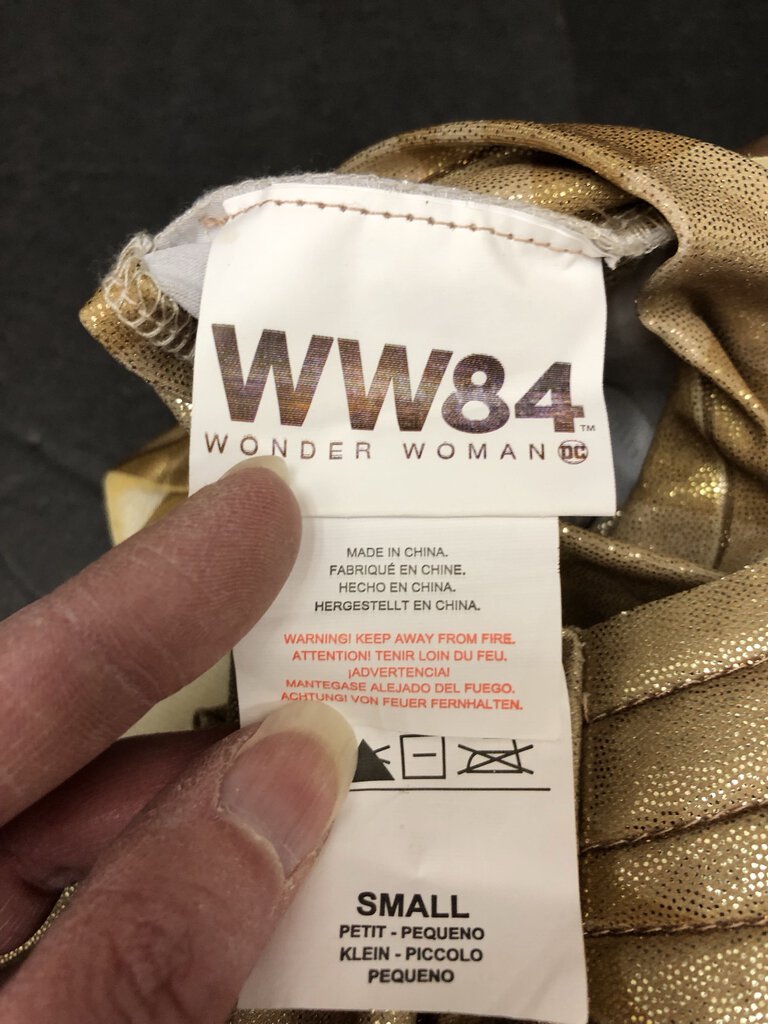 WW84™
WONDER WOMAN DC
MADE IN CHINA.
FABRIQUÉ EN CHINE.
HECHO EN CHINA.
HERGESTELLT EN CHINA.
WARNING! KEEP AWAY FROM FIRE.
ATTENTION! TENIR LOIN DU FEU.
¡ADVERTENCIA!
MANTEGASE ALEJADO DEL FUEGO.
ACHTUNG! VON FEUER FERNHALTEN.
SMALL
PETIT - PEQUENO
KLEIN - PICCOLO
PEQUENO